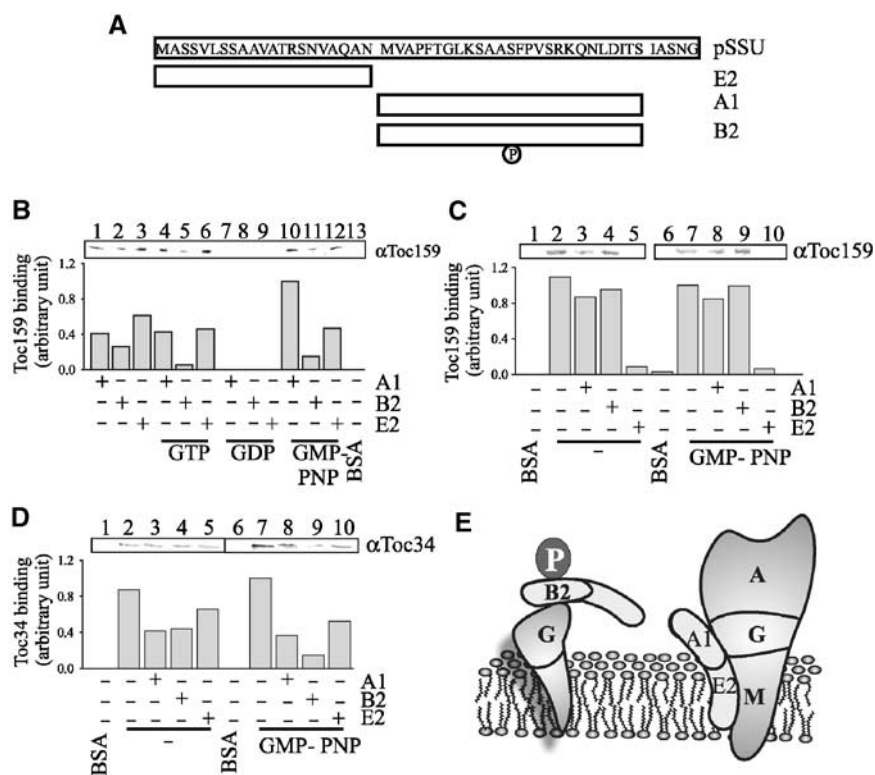 A
MASSVLSSAAVATRSNVAQAN MVAPFTGLKSAASFPVSRKQNLDITS IASNG pSSU
E2
A1
B2
P
B
1 2 3 4 5 6 7 8 9 10 11 12 13
αToc159
Toc159 binding
(arbitrary unit)
1.2
0.8
0.4
0.0
+ – – + – – + – – + – – – A1
– + – – + – – + – – + – – B2
– – + – – + – – + – – + – E2
GTP GDP GMP-PNP BSA
C
1 2 3 4 5 6 7 8 9 10
αToc159
Toc159 binding
(arbitrary unit)
1.2
0.8
0.4
0.0
– – + – – – – + – – A1
– – – + – – – – + – B2
– – – – + – – – – + E2
BSA – BSA GMP- PNP
D
1 2 3 4 5 6 7 8 9 10
αToc34
Toc34 binding
(arbitrary unit)
1.2
0.8
0.4
0.0
– – + – – – – + – – A1
– – – + – – – – + – B2
– – – – + – – – – + E2
BSA – BSA GMP- PNP
E
P
B2
G
A
A1
G
E2
M